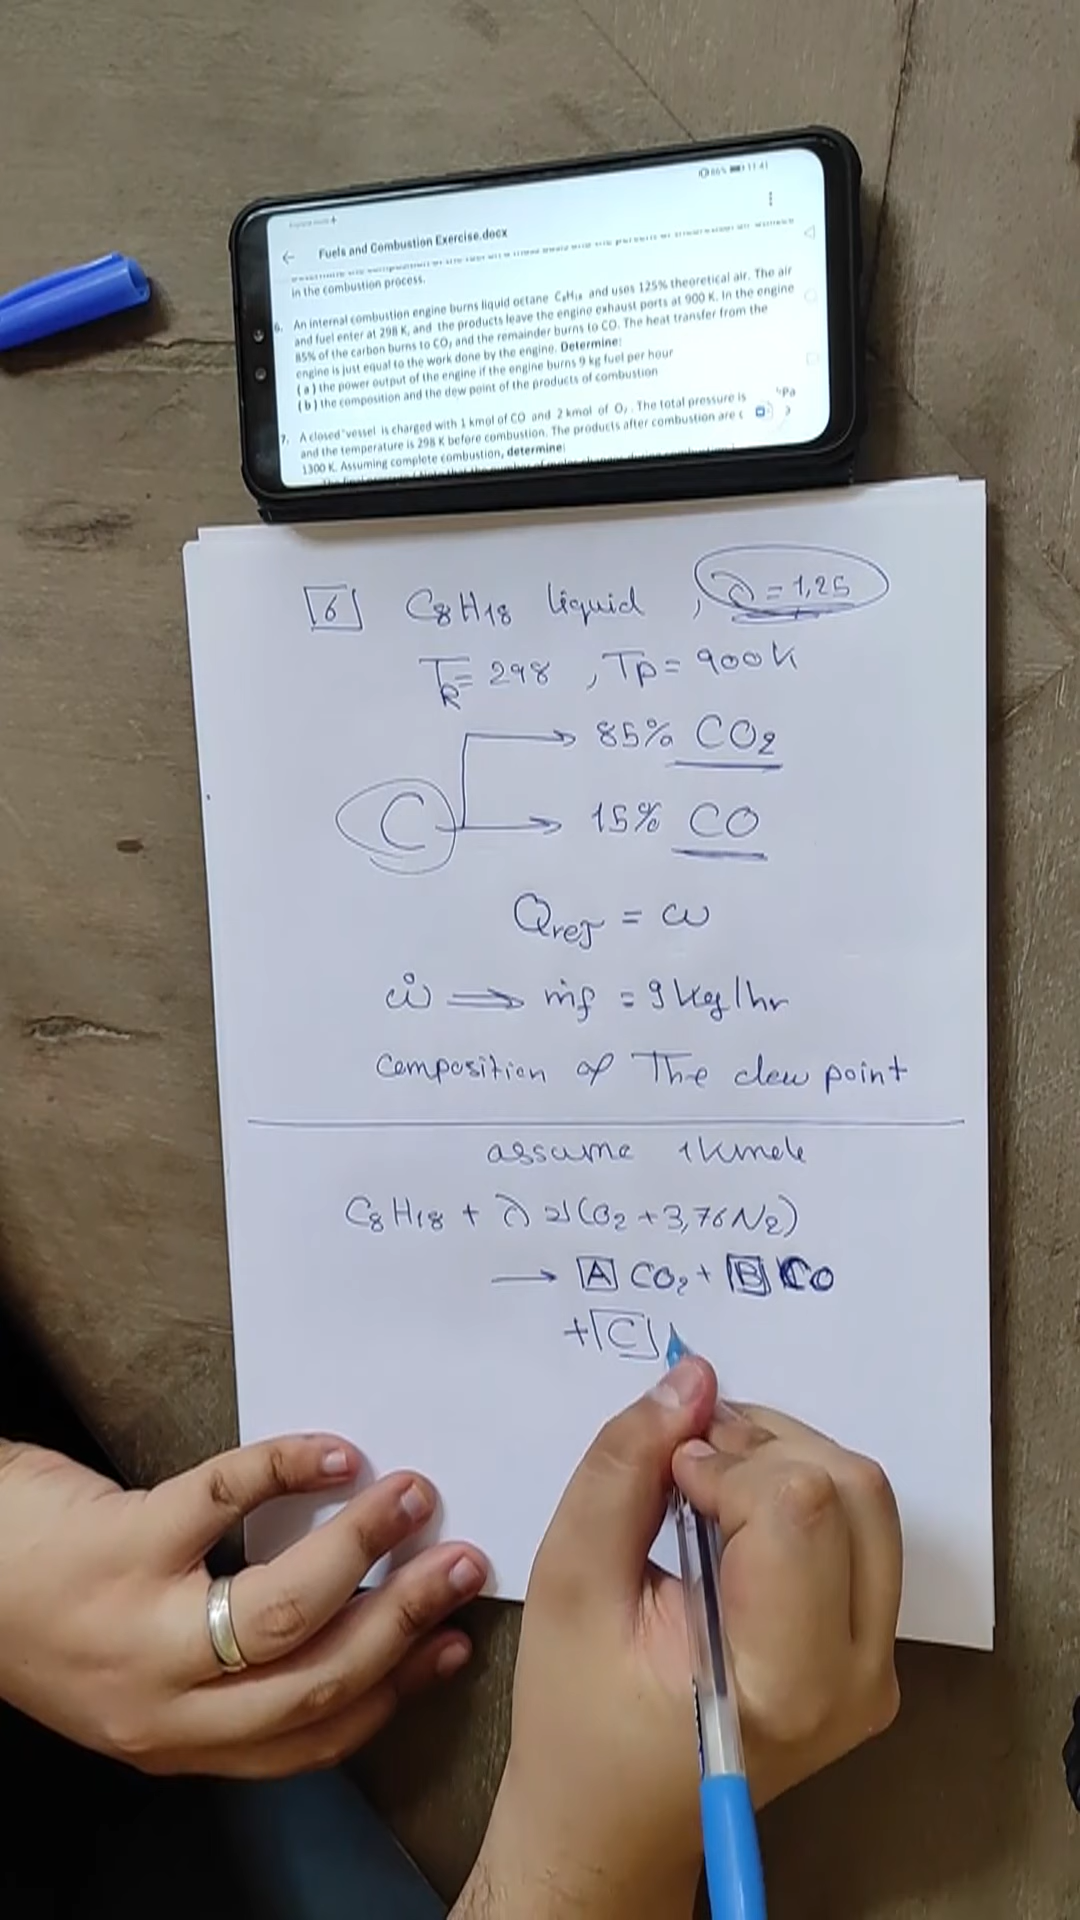 86% 11:41
Fuels and Combustion Exercise.docx
in the combustion process.
6. An internal combustion engine burns liquid octane C₈H₁₈ and uses 125% theoretical air. The air
and fuel enter at 298 K, and the products leave the engine exhaust ports at 900 K. In the engine
85% of the carbon burns to CO₂ and the remainder burns to CO. The heat transfer from the
engine is just equal to the work done by the engine. Determine:
(a) the power output of the engine if the engine burns 9 kg fuel per hour
(b) the composition and the dew point of the products of combustion
7. A closed vessel is charged with 1 kmol of CO and 2 kmol of O₂. The total pressure is
and the temperature is 298 K before combustion. The products after combustion are
1300 K. Assuming complete combustion, determine:
6 C8H18 liquid , λ = 1,25
TR = 298 , Tp = 900 K
85% CO2
C
15% CO
Qrej = ω
ω̇ ⟹ ṁf = 9 kg/hr
Composition of The dew point
assume 1 kmole
C8H18 + λ a(O2 + 3,76 N2)
→ A CO2 + B CO
+ C